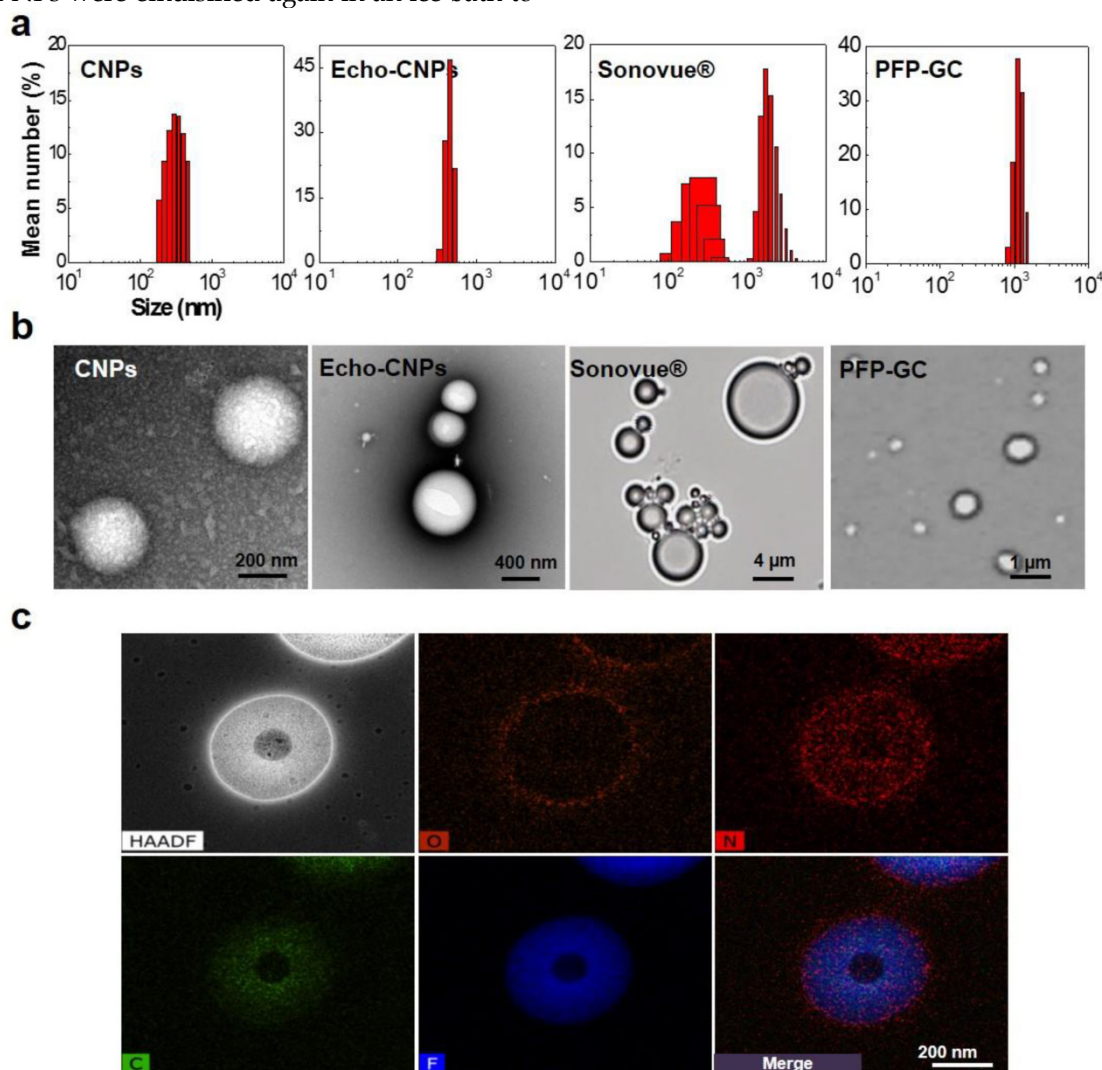 a
CNPs
Echo-CNPs
Sonovue®
PFP-GC
Mean number (%)
20
15
10
5
0
10¹ 10² 10³ 10⁴
45
30
15
0
10¹ 10² 10³ 10⁴
20
15
10
5
0
10¹ 10² 10³ 10⁴
40
30
20
10
0
10¹ 10² 10³ 10⁴
Size (nm)
b
CNPs
Echo-CNPs
Sonovue®
PFP-GC
200 nm
400 nm
4 µm
1 µm
c
HAADF
O
N
C
F
Merge
200 nm